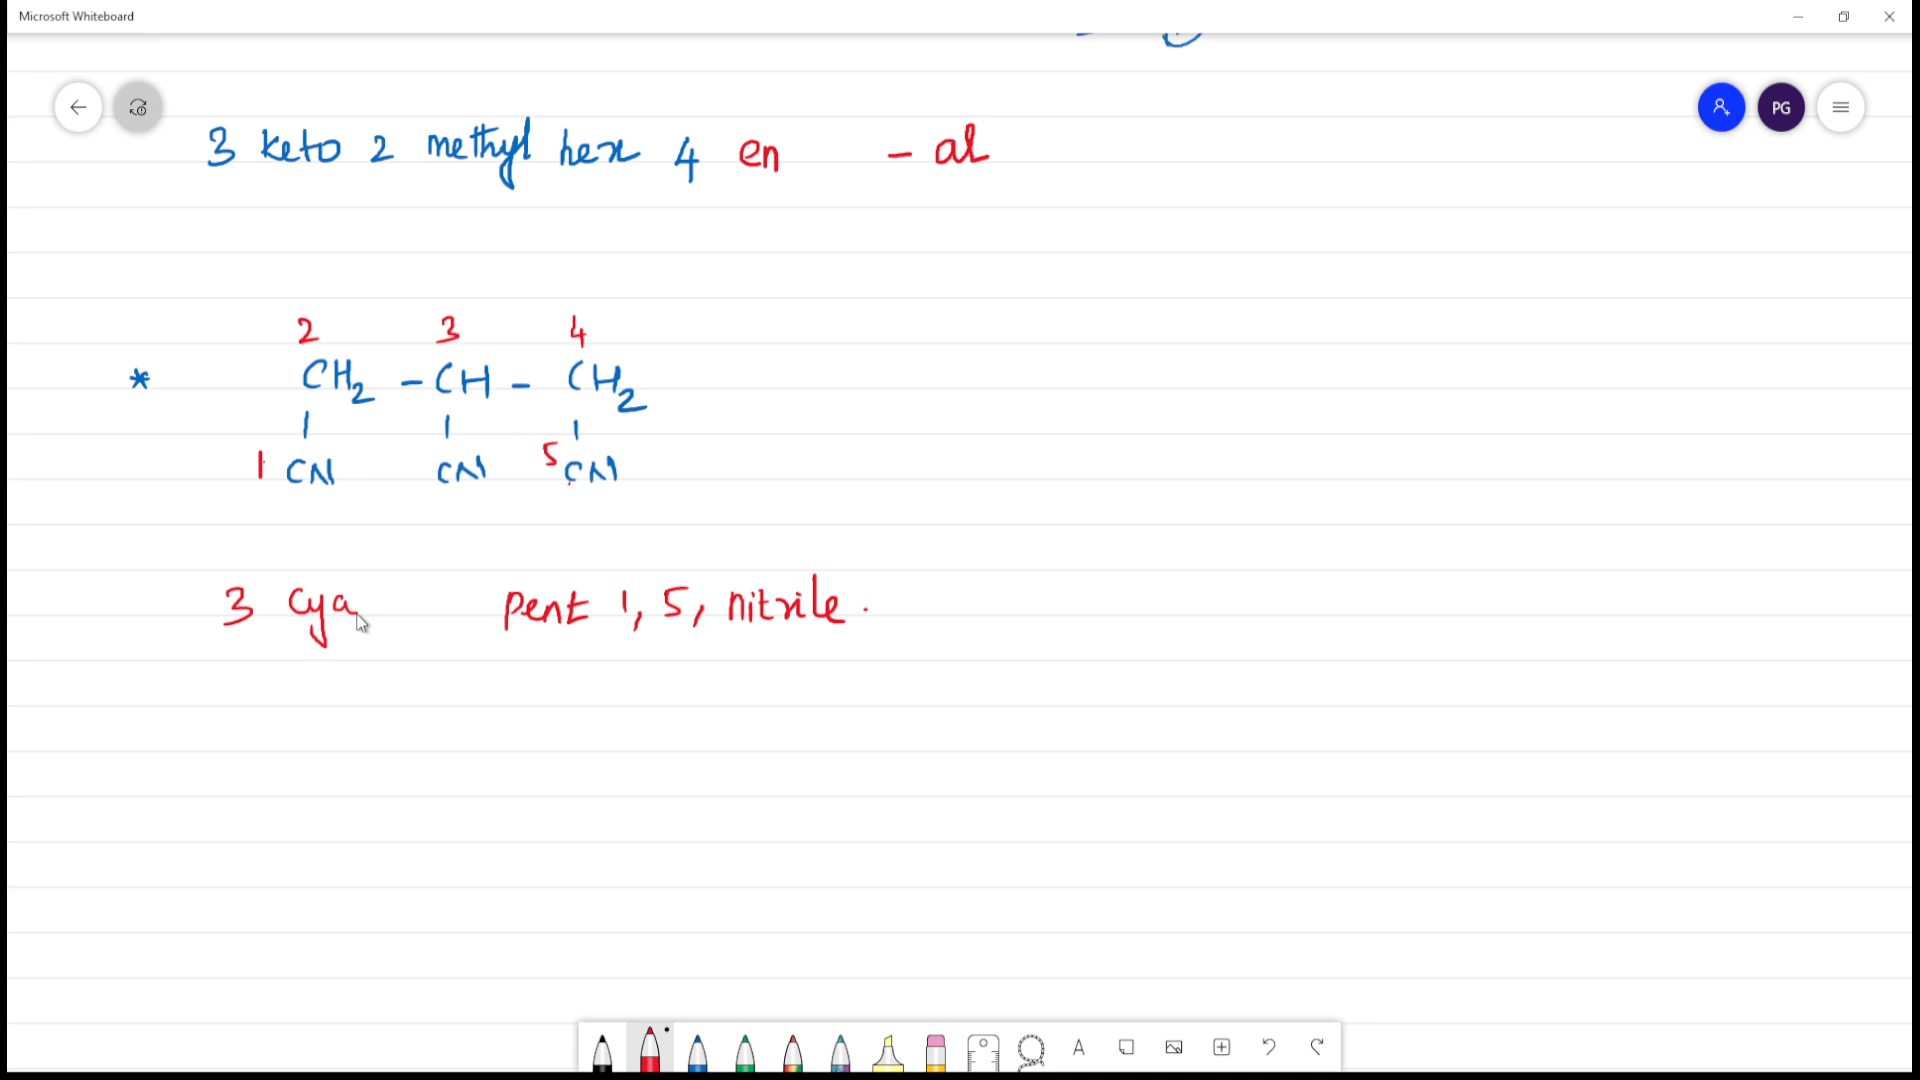 Microsoft Whiteboard
PG
3 keto 2 methyl hex 4 en - al
2 3 4
* CH2 - CH - CH2
1 CN CN 5 CN
3 Cya pent 1, 5, nitrile.
A